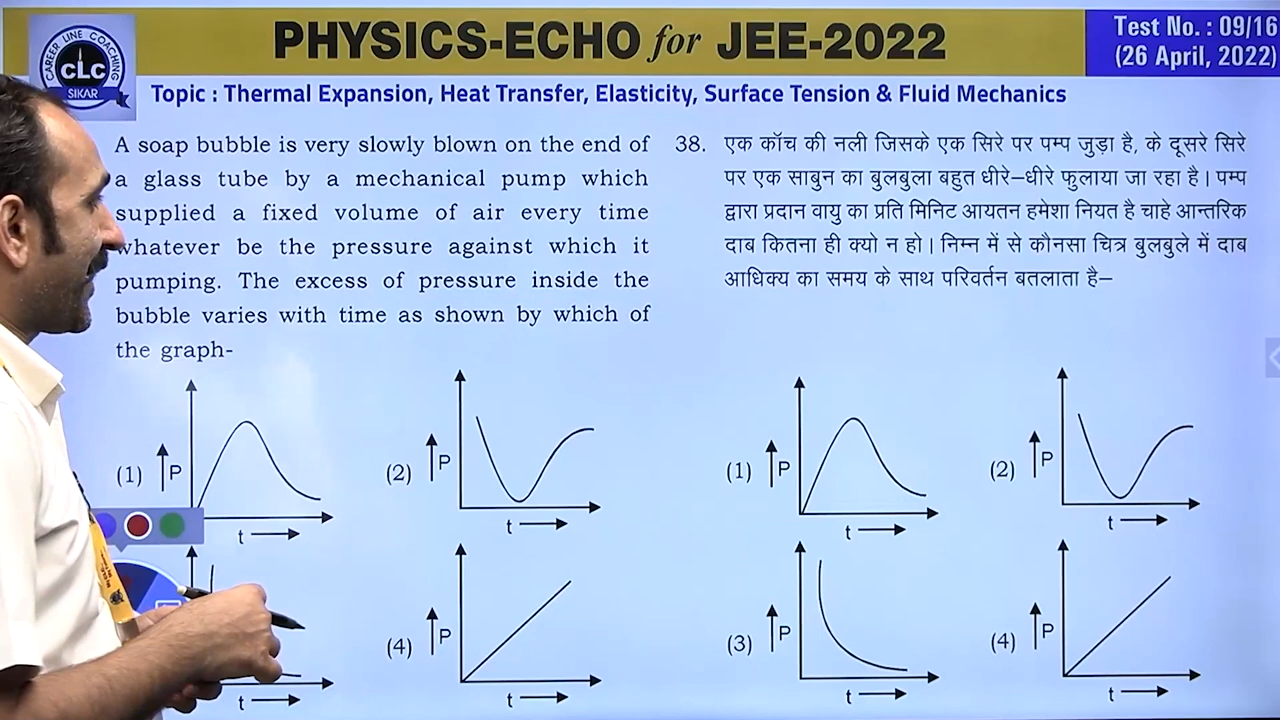 PHYSICS-ECHO for JEE-2022
Test No. : 09/16
(26 April, 2022)
CAREER LINE COACHING
CLC
SIKAR
Topic : Thermal Expansion, Heat Transfer, Elasticity, Surface Tension & Fluid Mechanics
A soap bubble is very slowly blown on the end of
a glass tube by a mechanical pump which
supplied a fixed volume of air every time
whatever be the pressure against which it
pumping. The excess of pressure inside the
bubble varies with time as shown by which of
the graph-
(1) P
t
(2) P
t
t
(4) P
t
38. एक कॉच की नली जिसके एक सिरे पर पम्प जुड़ा है, के दूसरे सिरे
पर एक साबुन का बुलबुला बहुत धीरे–धीरे फुलाया जा रहा है। पम्प
द्वारा प्रदान वायु का प्रति मिनिट आयतन हमेशा नियत है चाहे आन्तरिक
दाब कितना ही क्यो न हो। निम्न में से कौनसा चित्र बुलबुले में दाब
आधिक्य का समय के साथ परिवर्तन बतलाता है–
(1) P
t
(2) P
t
(3) P
t
(4) P
t